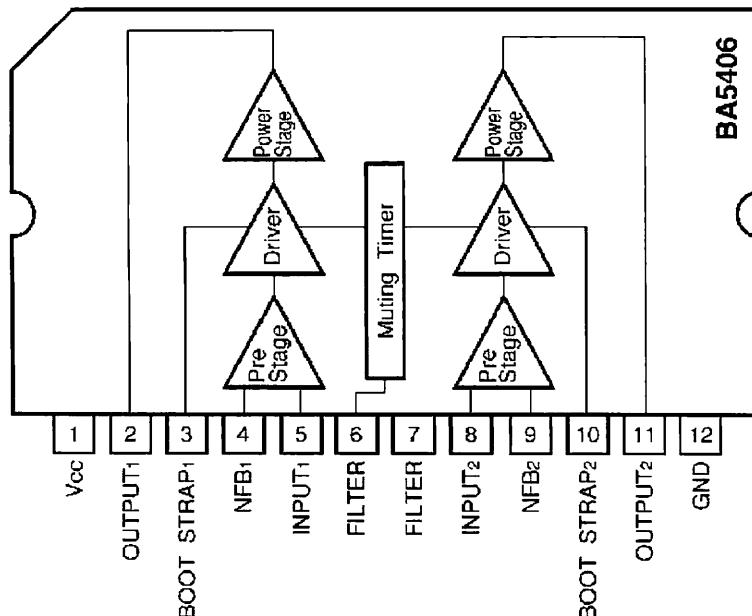 BA5406
Power
Stage
Power
Stage
Driver
Muting Timer
Driver
Pre
Stage
Pre
Stage
1 2 3 4 5 6 7 8 9 10 11 12
Vcc
OUTPUT1
BOOT STRAP1
NFB1
INPUT1
FILTER
FILTER
INPUT2
NFB2
BOOT STRAP2
OUTPUT2
GND